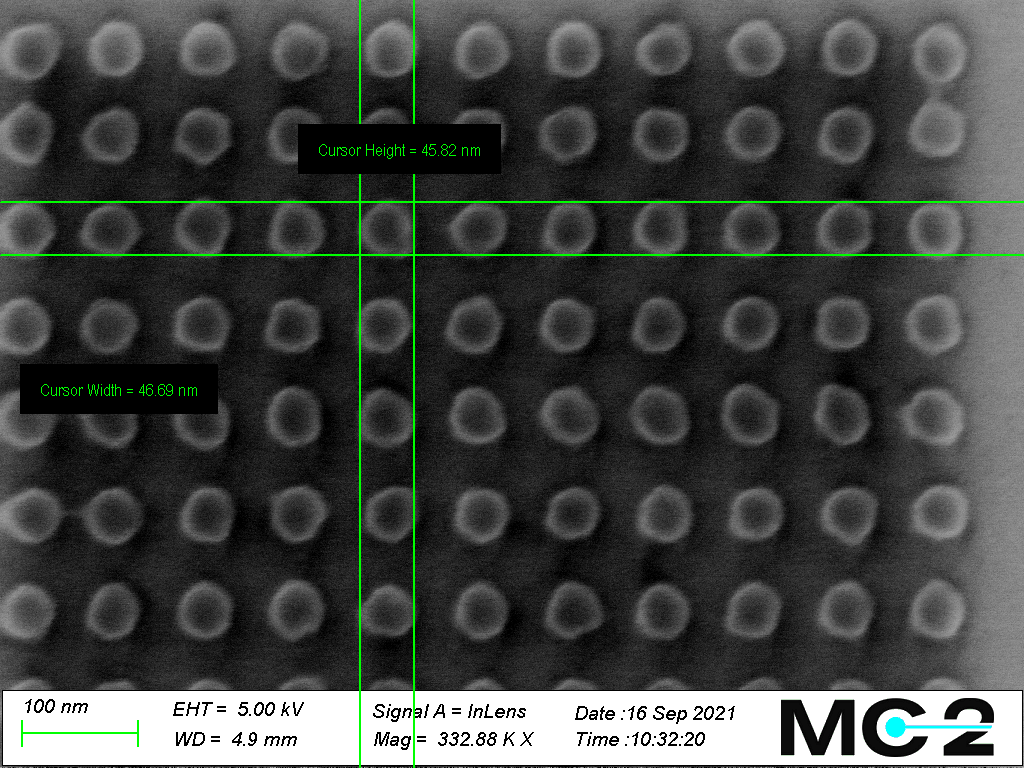 Cursor Height = 45.82 nm
Cursor Width = 46.69 nm
100 nm
EHT = 5.00 kV
WD = 4.9 mm
Signal A = InLens
Mag = 332.88 K X
Date :16 Sep 2021
Time :10:32:20
MC2